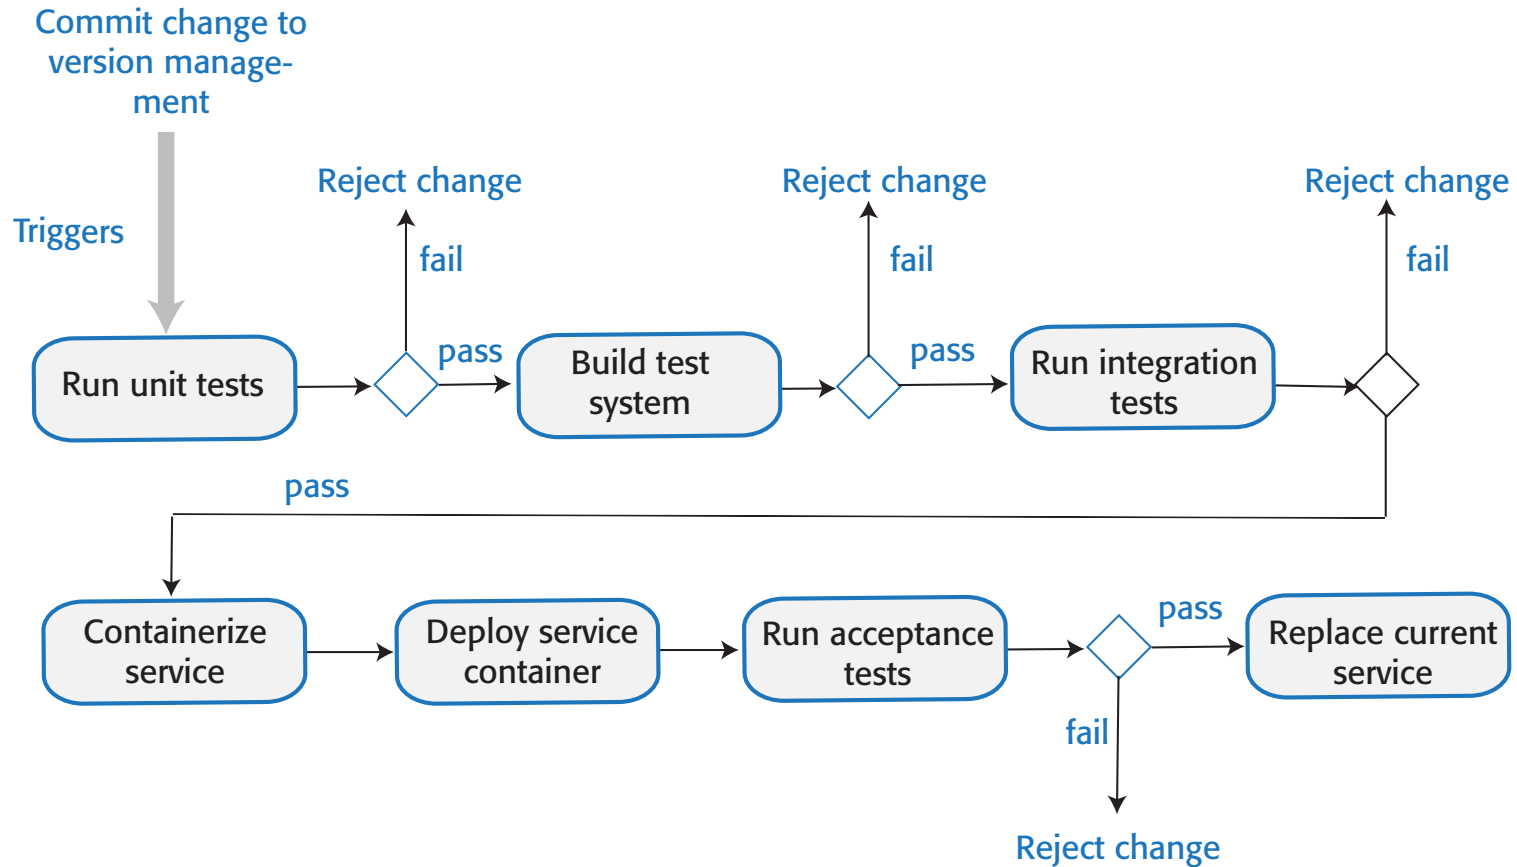 Commit change to
version manage-
ment
Triggers
Reject change
fail
Reject change
fail
Reject change
fail
Run unit tests
pass
Build test
system
pass
Run integration
tests
pass
Containerize
service
Deploy service
container
Run acceptance
tests
pass
Replace current
service
fail
Reject change